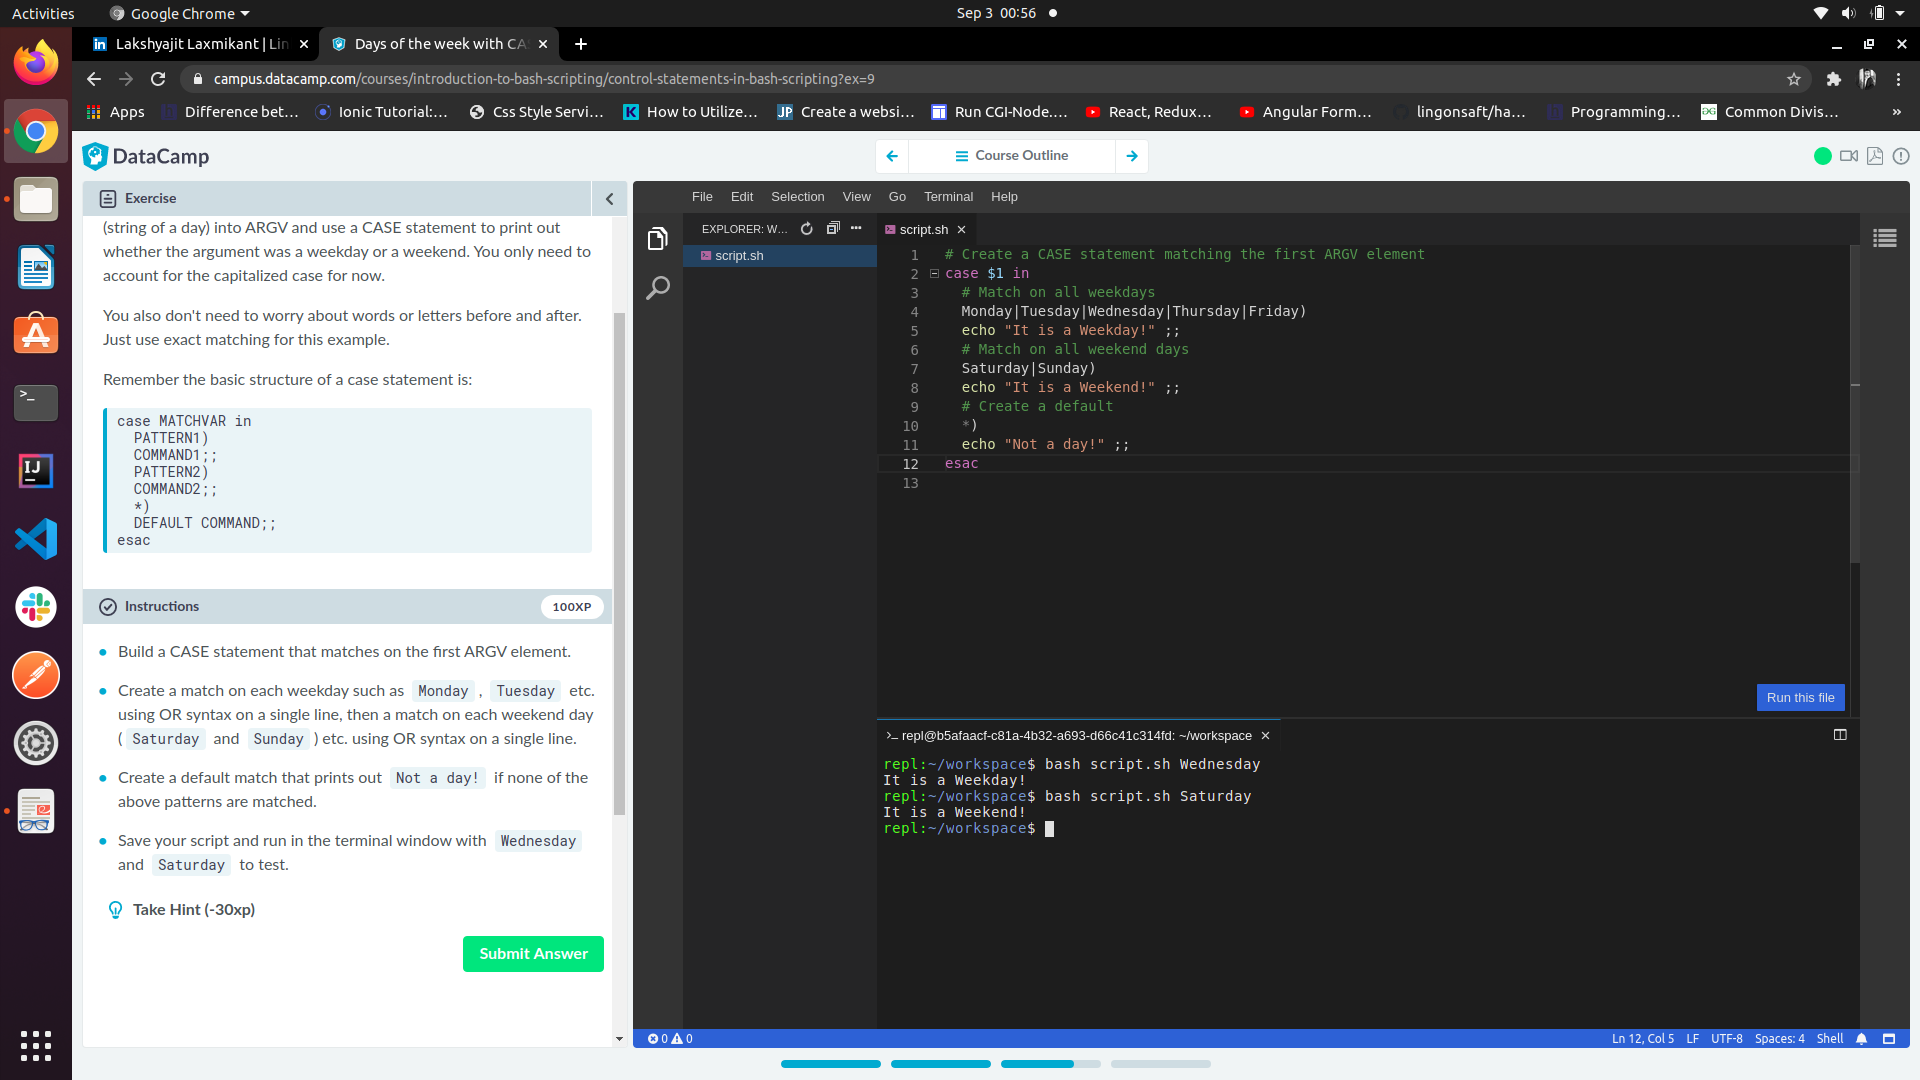 Activities
Google Chrome
Sep 3 00:56
Lakshyajit Laxmikant | Lin
Days of the week with CA
campus.datacamp.com/courses/introduction-to-bash-scripting/control-statements-in-bash-scripting?ex=9
Apps
Difference bet...
Ionic Tutorial:...
Css Style Servi...
How to Utilize...
Create a websi...
Run CGI-Node....
React, Redux...
Angular Form...
lingonsaft/ha...
Programming...
Common Divis...
»
DataCamp
Course Outline
Exercise
(string of a day) into ARGV and use a CASE statement to print out
whether the argument was a weekday or a weekend. You only need to
account for the capitalized case for now.
You also don't need to worry about words or letters before and after.
Just use exact matching for this example.
Remember the basic structure of a case statement is:
case MATCHVAR in
PATTERN1)
COMMAND1;;
PATTERN2)
COMMAND2;;
*)
DEFAULT COMMAND;;
esac
Instructions
100XP
Build a CASE statement that matches on the first ARGV element.
Create a match on each weekday such as Monday , Tuesday etc.
using OR syntax on a single line, then a match on each weekend day
( Saturday and Sunday ) etc. using OR syntax on a single line.
Create a default match that prints out Not a day! if none of the
above patterns are matched.
Save your script and run in the terminal window with Wednesday
and Saturday to test.
Take Hint (-30xp)
Submit Answer
File Edit Selection View Go Terminal Help
EXPLORER: W...
script.sh
script.sh
1 # Create a CASE statement matching the first ARGV element
2 case $1 in
3 # Match on all weekdays
4 Monday|Tuesday|Wednesday|Thursday|Friday)
5 echo "It is a Weekday!" ;;
6 # Match on all weekend days
7 Saturday|Sunday)
8 echo "It is a Weekend!" ;;
9 # Create a default
10 *)
11 echo "Not a day!" ;;
12 esac
13
Run this file
>_ repl@b5afaacf-c81a-4b32-a693-d66c41c314fd: ~/workspace
repl:~/workspace$ bash script.sh Wednesday
It is a Weekday!
repl:~/workspace$ bash script.sh Saturday
It is a Weekend!
repl:~/workspace$
0 0
Ln 12, Col 5 LF UTF-8 Spaces: 4 Shell